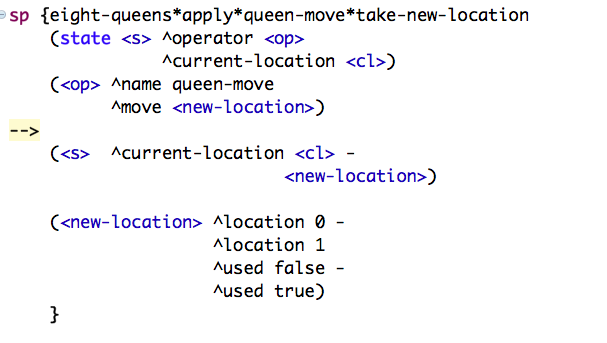 sp {eight-queens*apply*queen-move*take-new-location
(state <s> ^operator <op>
^current-location <cl>)
(<op> ^name queen-move
^move <new-location>)
-->
(<s> ^current-location <cl> -
<new-location>)
(<new-location> ^location 0 -
^location 1
^used false -
^used true)
}